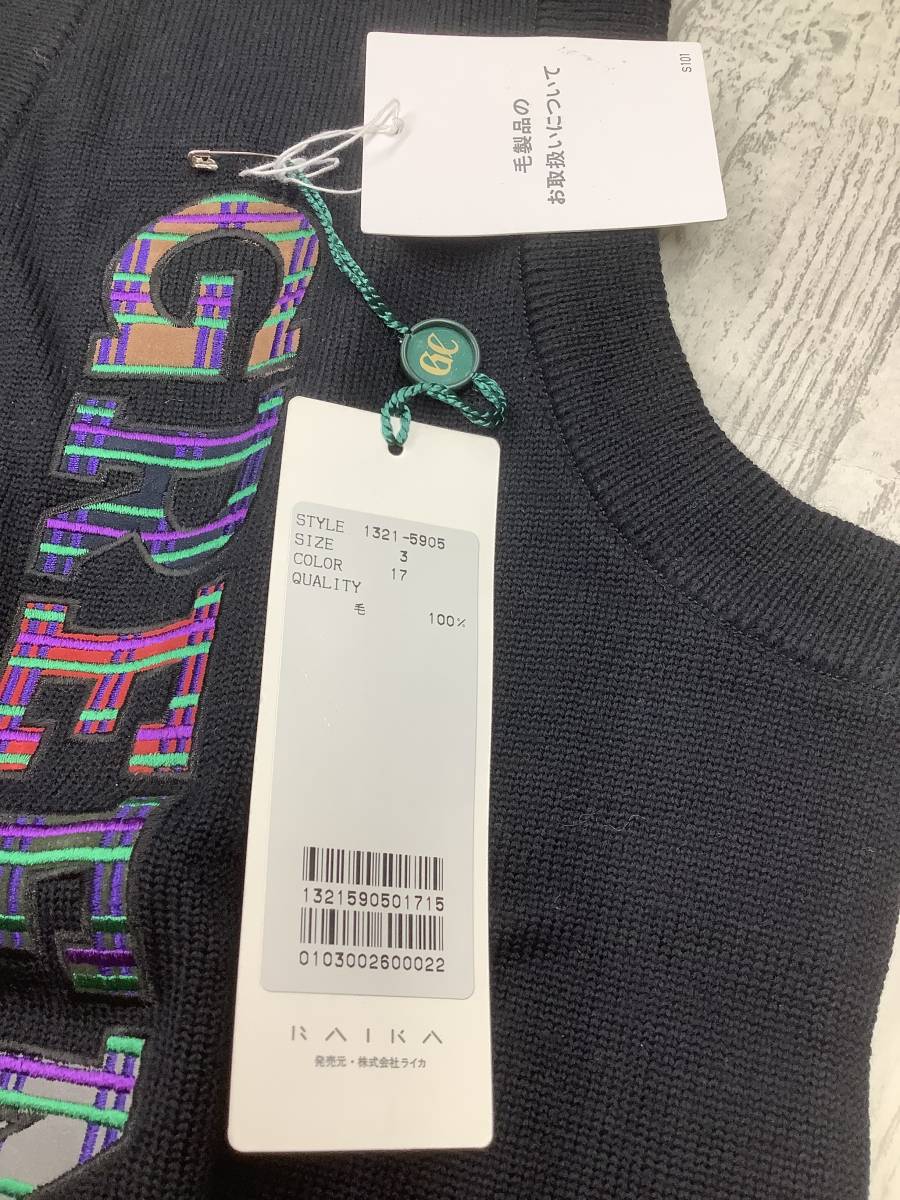 S101
毛製品の
お取扱いについて
GRE
STYLE 1321-5905
SIZE 3
COLOR 17
QUALITY
毛 100%
1321590501715
0103002600022
RAIKA
発売元・株式会社ライカ